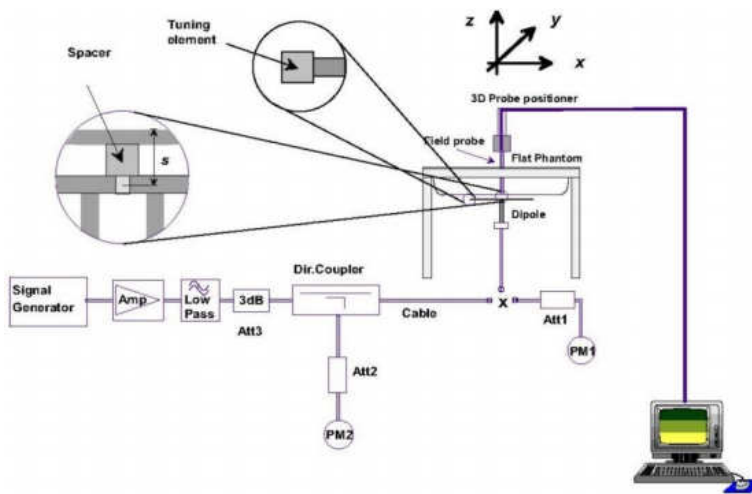 Tuning
element
Spacer
s
z
y
x
3D Probe positioner
Field probe
Flat Phantom
Dipole
Signal
Generator
Amp
Low
Pass
3dB
Att3
Dir.Coupler
Cable
x
Att1
PM1
Att2
PM2